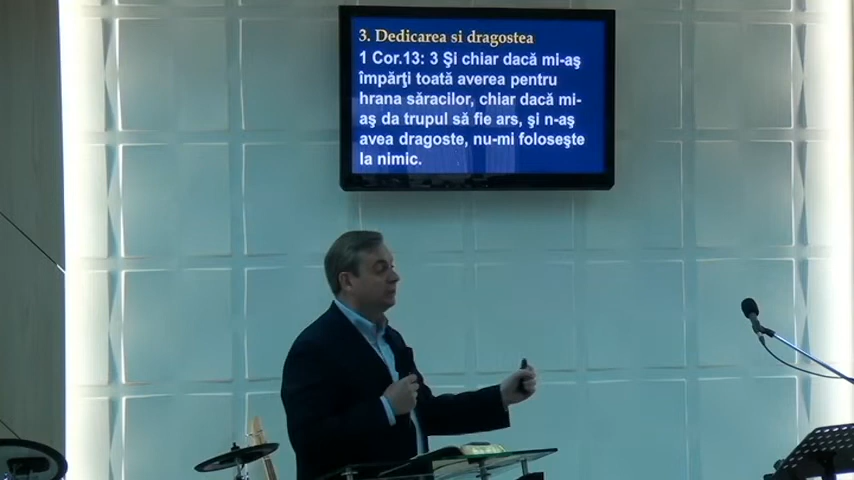 3. Dedicarea si dragostea
1 Cor.13: 3 Şi chiar dacă mi-aş
împărţi toată averea pentru
hrana săracilor, chiar dacă mi-
aş da trupul să fie ars, şi n-aş
avea dragoste, nu-mi foloseşte
la nimic.